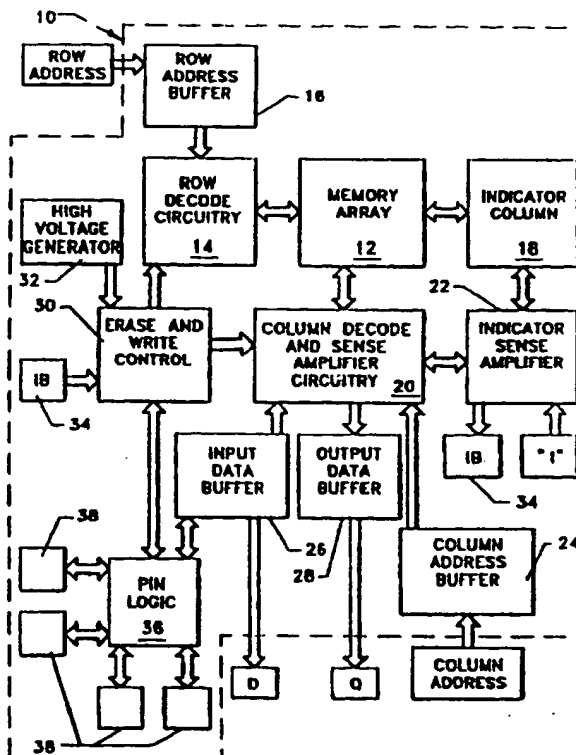 10
ROW
ADDRESS
ROW
ADDRESS
BUFFER
16
HIGH
VOLTAGE
GENERATOR
32
ROW
DECODE
CIRCUITRY
14
MEMORY
ARRAY
12
INDICATOR
COLUMN
18
30
ERASE AND
WRITE
CONTROL
COLUMN DECODE
AND SENSE
AMPLIFIER
CIRCUITRY
20
22
INDICATOR
SENSE
AMPLIFIER
IB
34
INPUT
DATA
BUFFER
26
OUTPUT
DATA
BUFFER
28
IB
34
"1"
38
PIN
LOGIC
36
COLUMN
ADDRESS
BUFFER
24
38
D
Q
COLUMN
ADDRESS